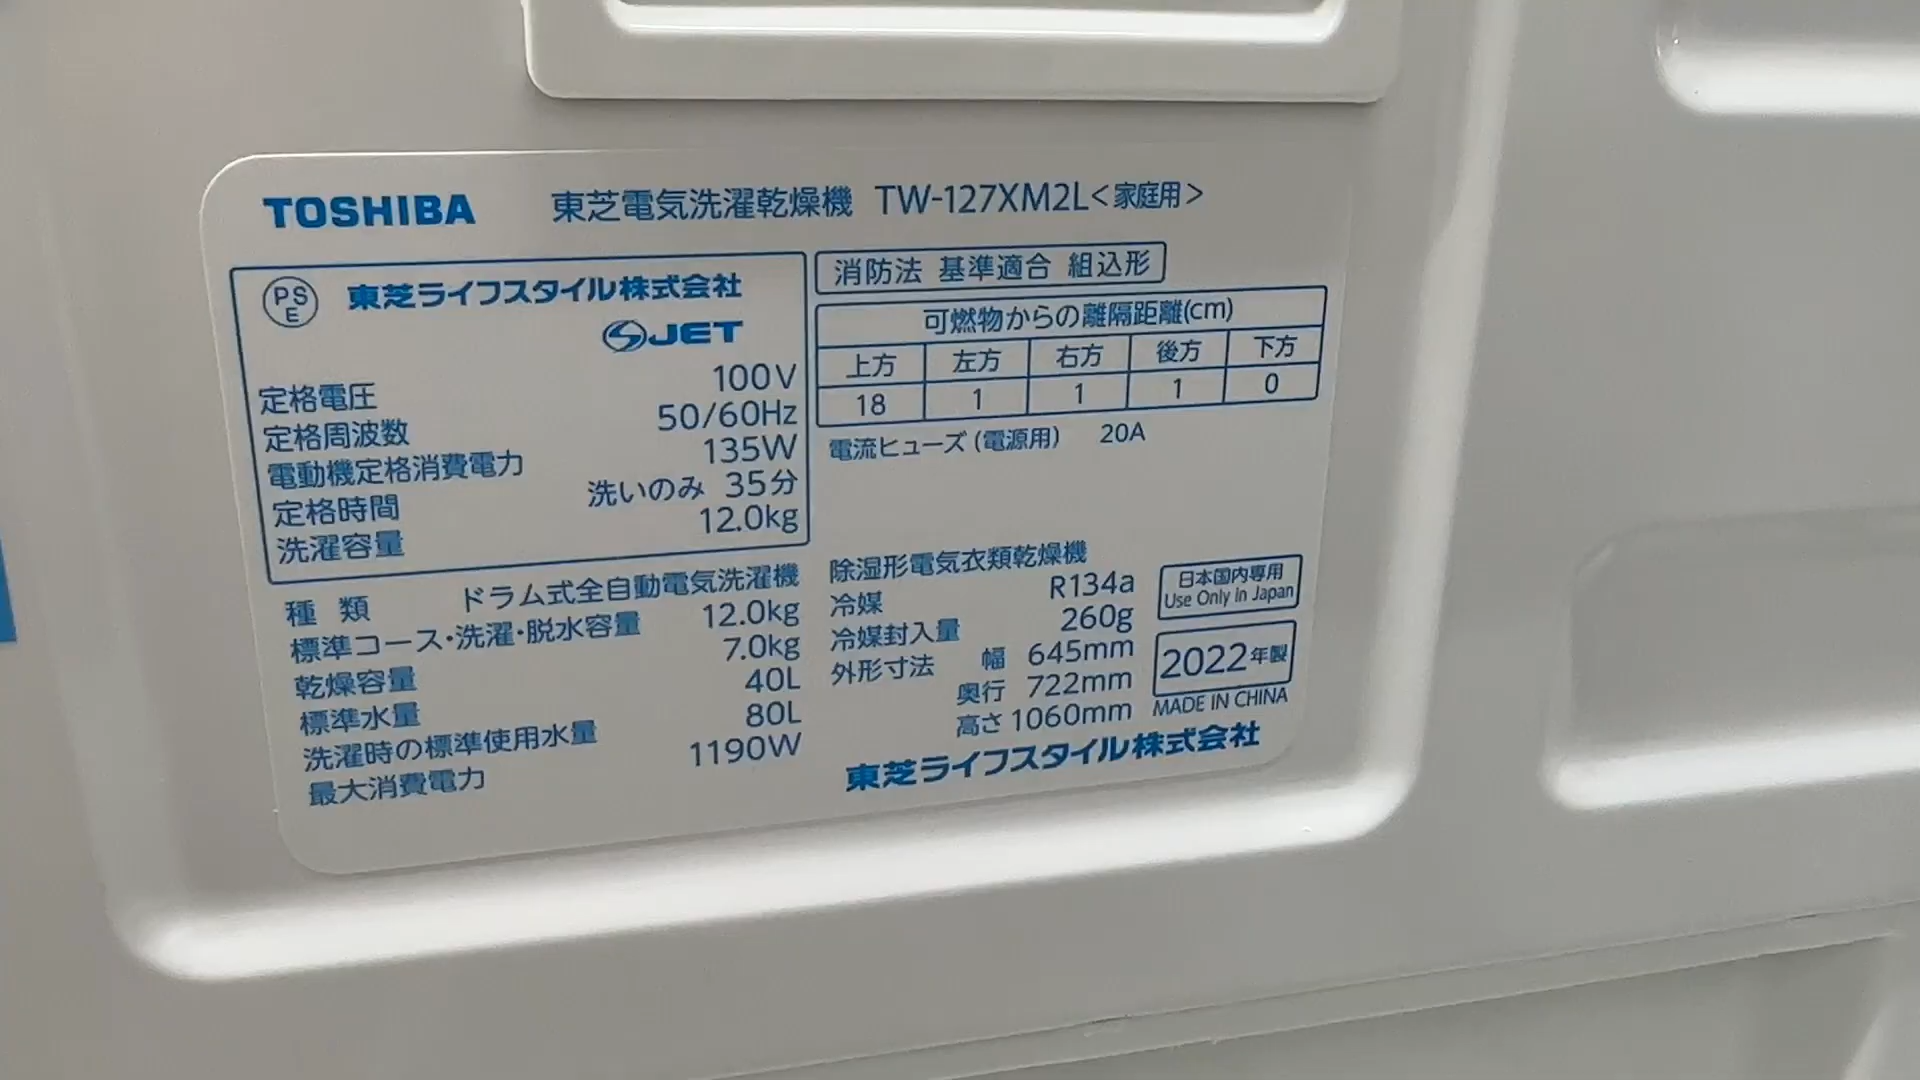 TOSHIBA 東芝電気洗濯乾燥機 TW-127XM2L<家庭用>
PS
E
東芝ライフスタイル株式会社
JET
定格電圧 100V
定格周波数 50/60Hz
電動機定格消費電力 135W
定格時間 洗いのみ 35分
洗濯容量 12.0kg
種 類 ドラム式全自動電気洗濯機
標準コース・洗濯・脱水容量 12.0kg
乾燥容量 7.0kg
標準水量 40L
洗濯時の標準使用水量 80L
最大消費電力 1190W
消防法 基準適合 組込形
可燃物からの離隔距離(cm)
上方 左方 右方 後方 下方
18 1 1 1 0
電流ヒューズ(電源用) 20A
除湿形電気衣類乾燥機
冷媒 R134a
冷媒封入量 260g
外形寸法 幅 645mm
奥行 722mm
高さ 1060mm
日本国内専用
Use Only In Japan
2022年製
MADE IN CHINA
東芝ライフスタイル株式会社